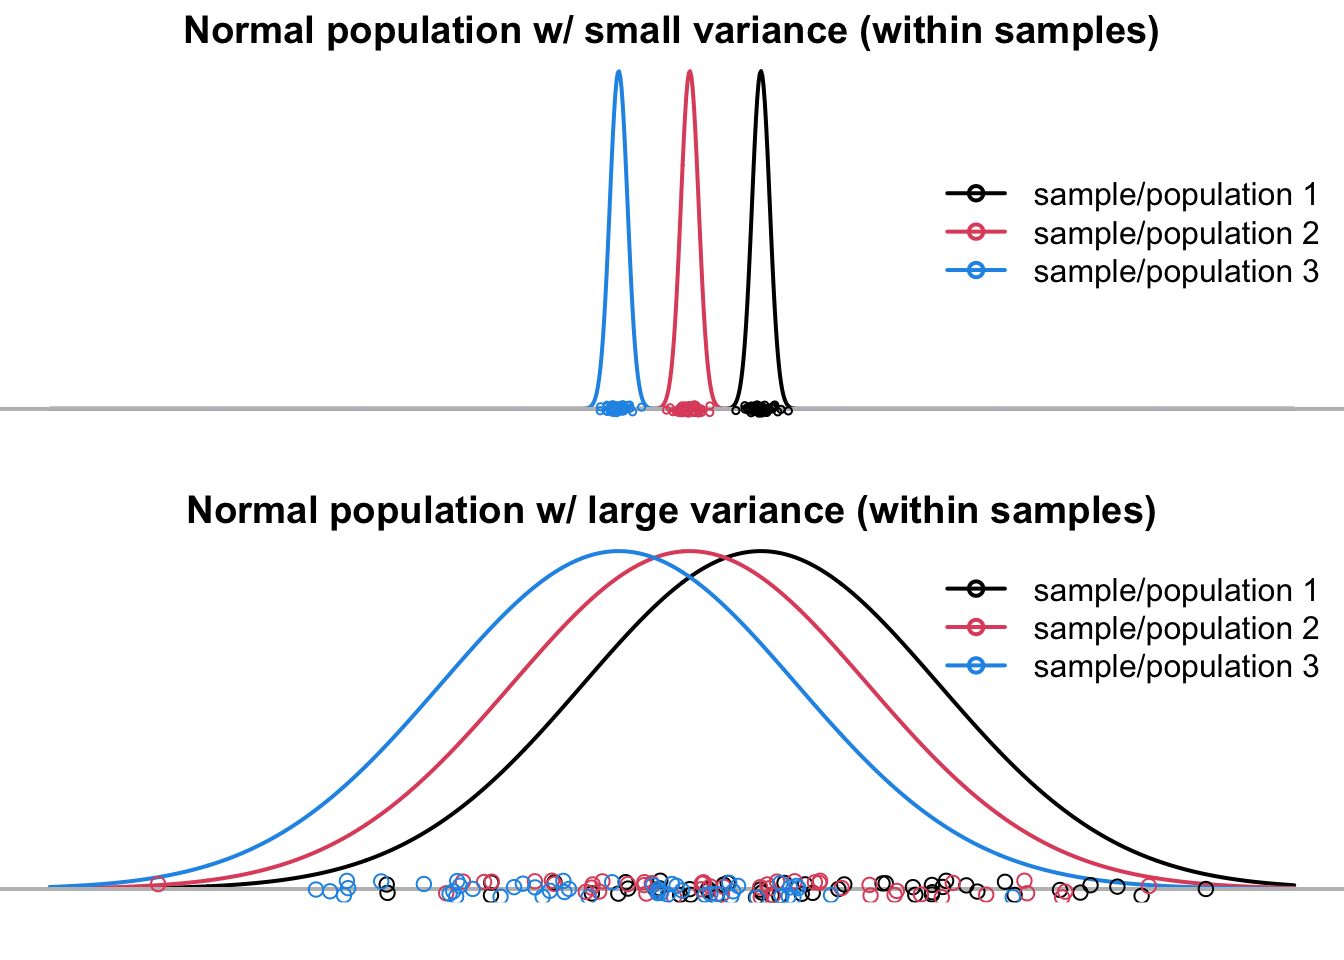 Normal population w/ small variance (within samples)
sample/population 1
sample/population 2
sample/population 3
Normal population w/ large variance (within samples)
sample/population 1
sample/population 2
sample/population 3